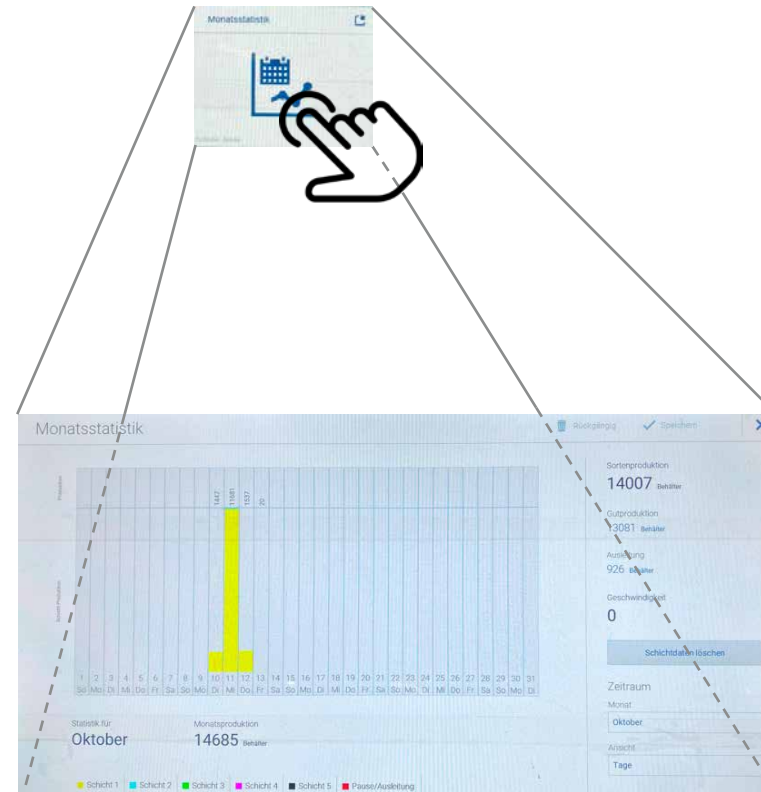 Monatsstatistik
Monatsstatistik
Rückgängig
Speichern
Produktion
1447
11681
1537
20
1 2 3 4 5 6 7 8 9 10 11 12 13 14 15 16 17 18 19 20 21 22 23 24 25 26 27 28 29 30 31
So Mo Di Mi Do Fr Sa So Mo Di Mi Do Fr Sa So Mo Di Mi Do Fr Sa So Mo Di Mi Do Fr Sa So Mo Di
Statistik für
Oktober
Monatsproduktion
14685 Behälter
Schicht 1 Schicht 2 Schicht 3 Schicht 4 Schicht 5 Pause/Ausleitung
Sortenproduktion
14007 Behälter
Gutproduktion
13081 Behälter
Ausleitung
926 Behälter
Geschwindigkeit
0
Schichtdaten löschen
Zeitraum
Monat
Oktober
Ansicht
Tage